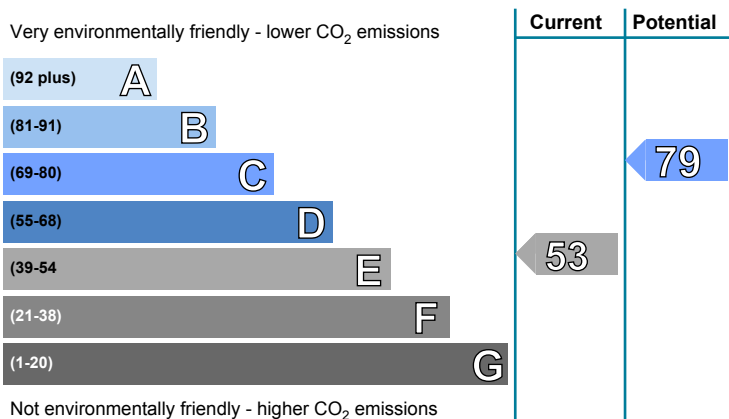 Current Potential
Very environmentally friendly - lower CO2 emissions
(92 plus) A
(81-91) B
(69-80) C
79
(55-68) D
(39-54 E
53
(21-38) F
(1-20) G
Not environmentally friendly - higher CO2 emissions